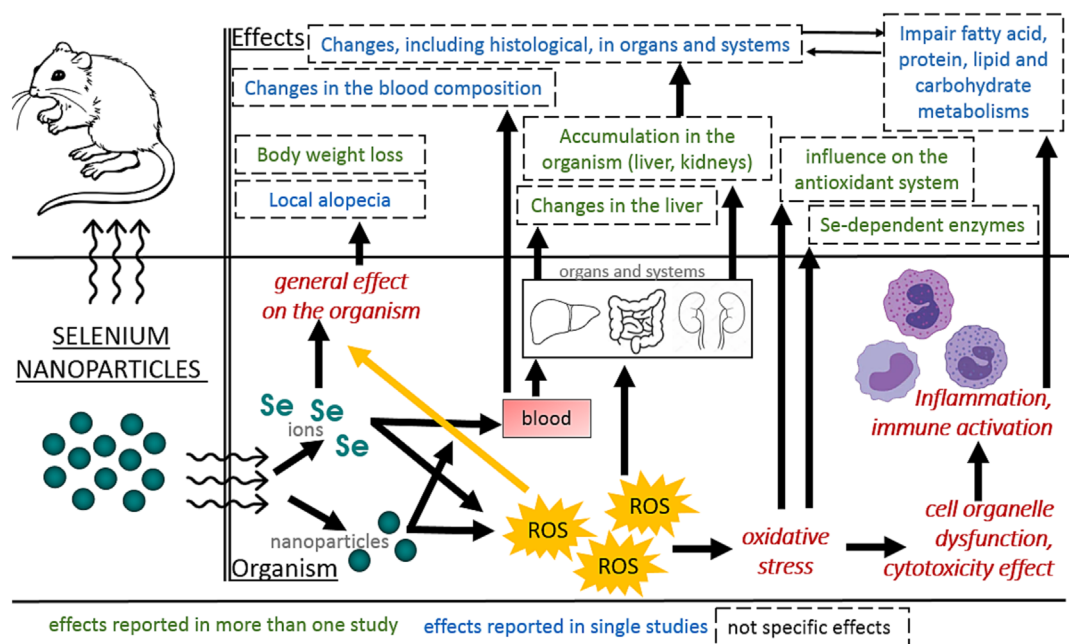 Effects
Changes, including histological, in organs and systems
Impair fatty acid,
protein, lipid and
carbohydrate
metabolisms
Changes in the blood composition
Accumulation in the
organism (liver, kidneys)
Body weight loss
influence on the
antioxidant system
Local alopecia
Changes in the liver
Se-dependent enzymes
organs and systems
general effect
on the organism
SELENIUM
NANOPARTICLES
Se
Se
Se
ions
blood
Inflammation,
immune activation
ROS
ROS
ROS
nanoparticles
oxidative
stress
cell organelle
dysfunction,
cytotoxicity effect
Organism
effects reported in more than one study
effects reported in single studies
not specific effects